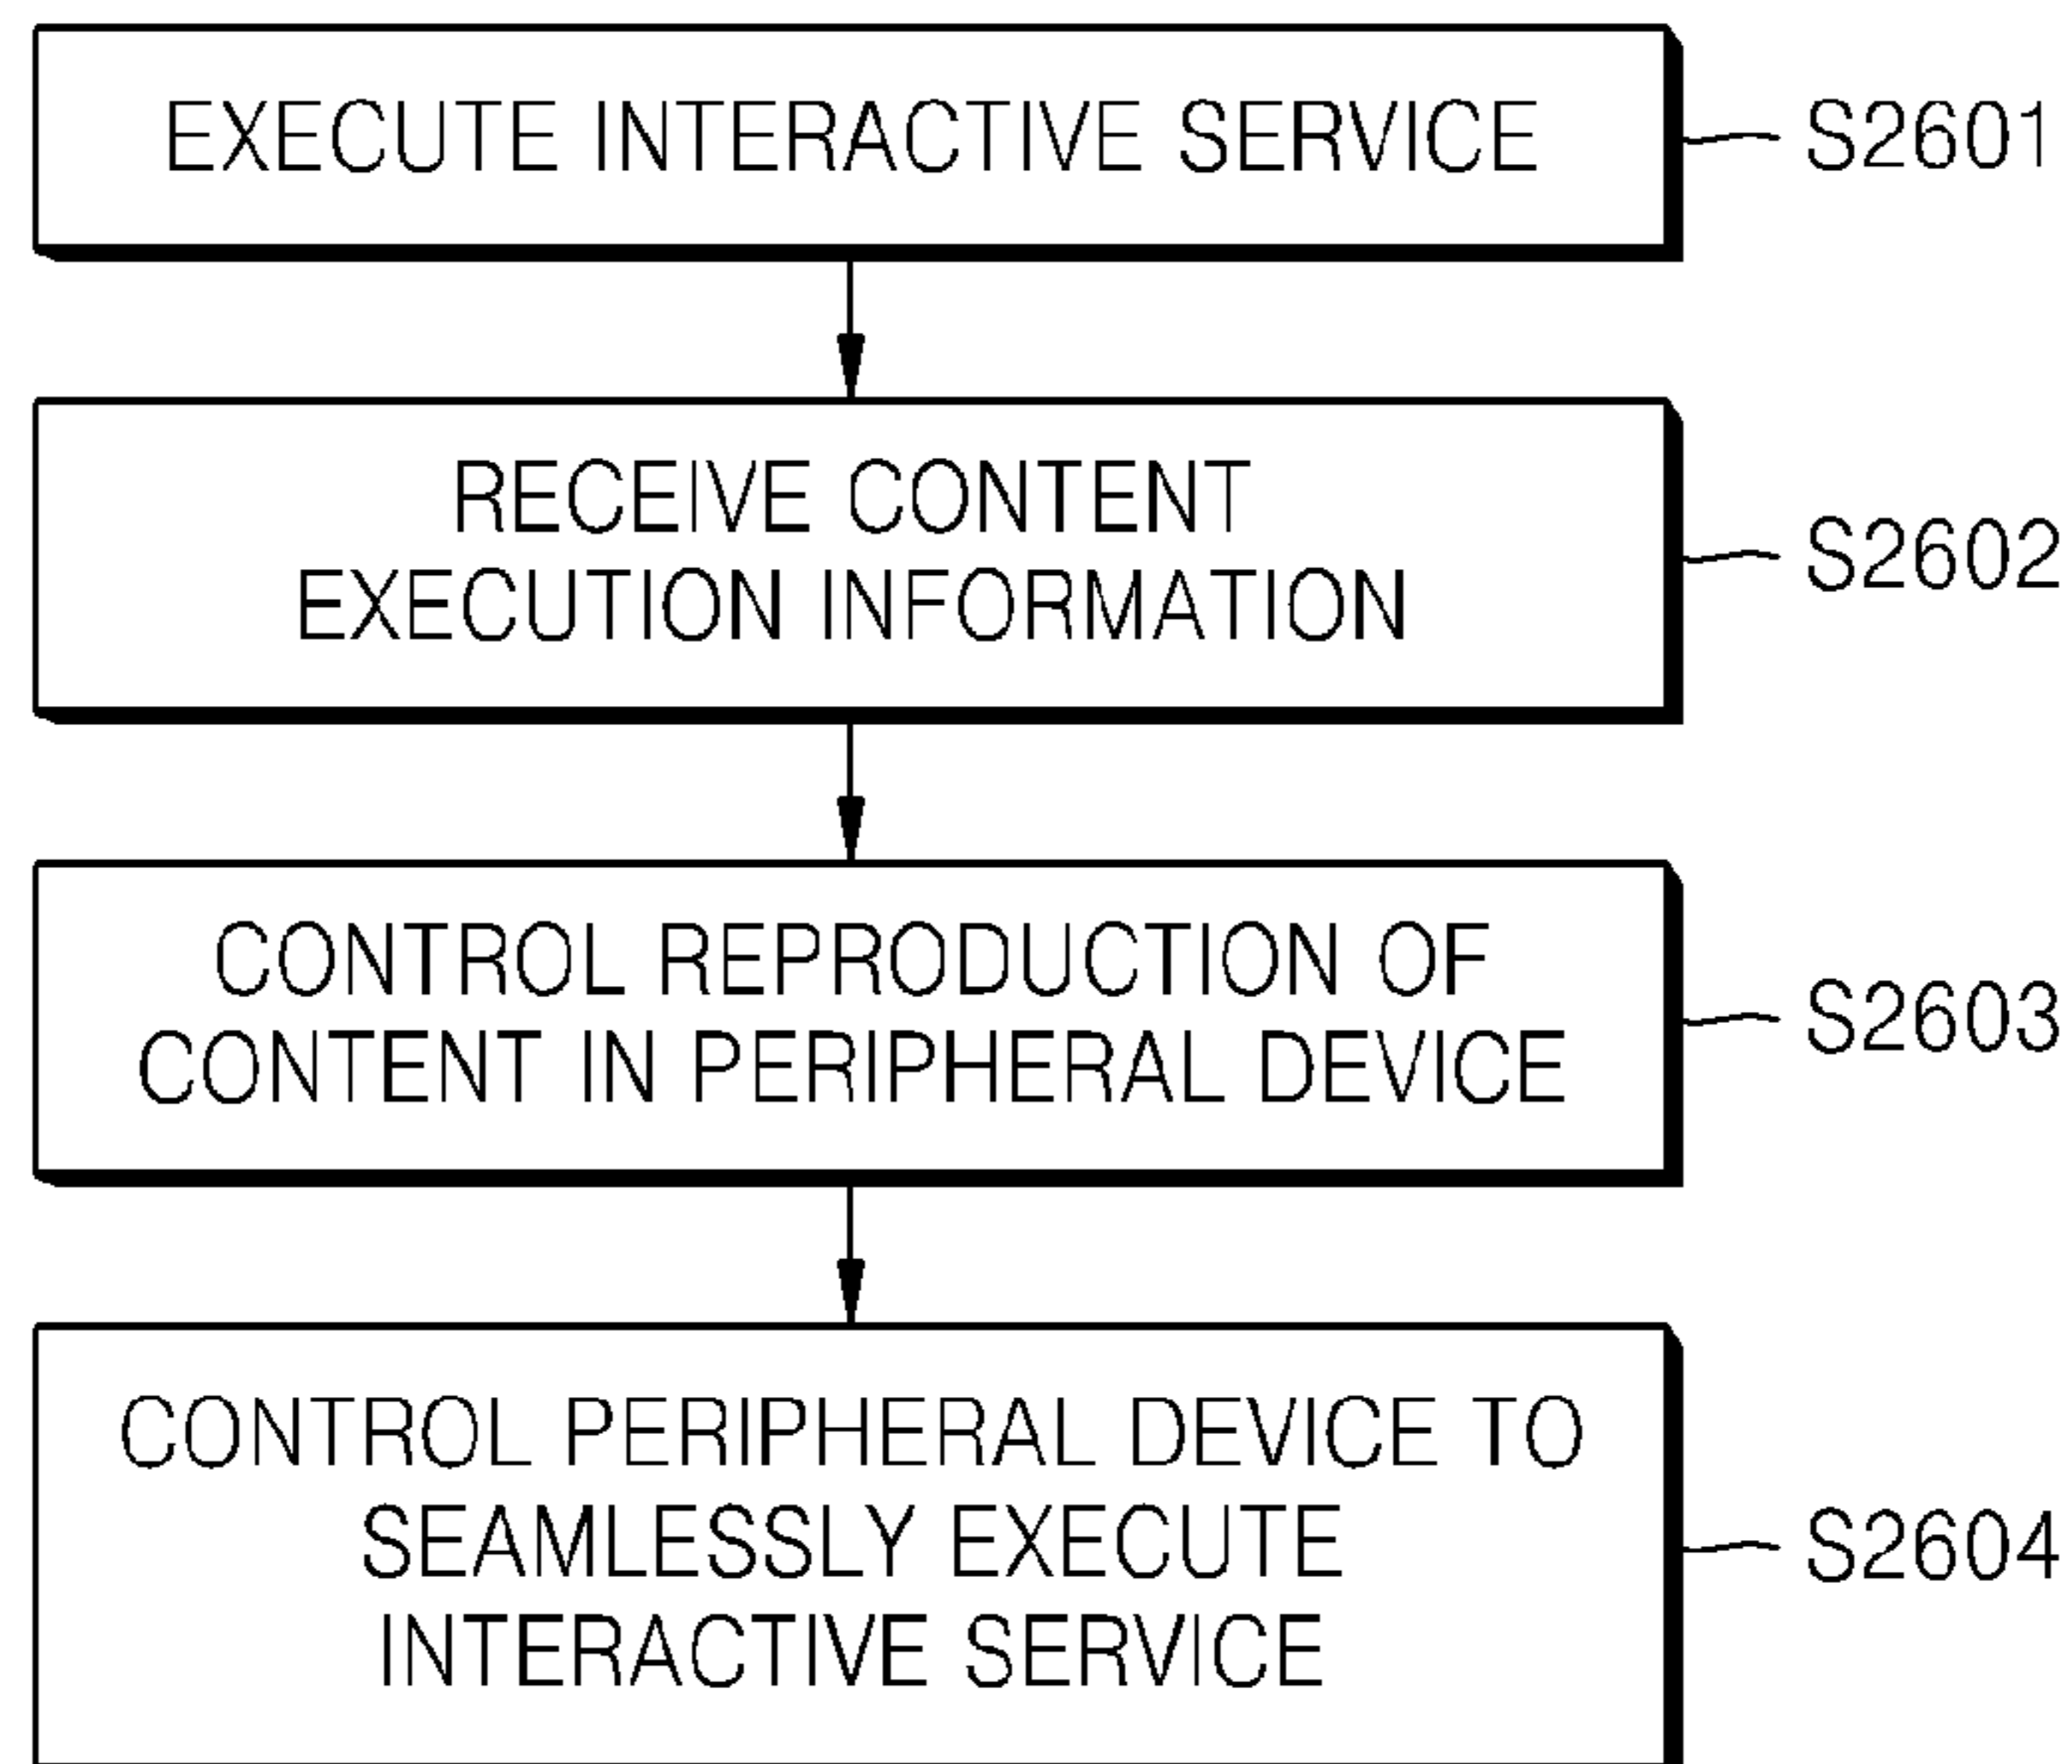 EXECUTE INTERACTIVE SERVICE
S2601
RECEIVE CONTENT
EXECUTION INFORMATION
S2602
CONTROL REPRODUCTION OF
CONTENT IN PERIPHERAL DEVICE
S2603
CONTROL PERIPHERAL DEVICE TO
SEAMLESSLY EXECUTE
INTERACTIVE SERVICE
S2604